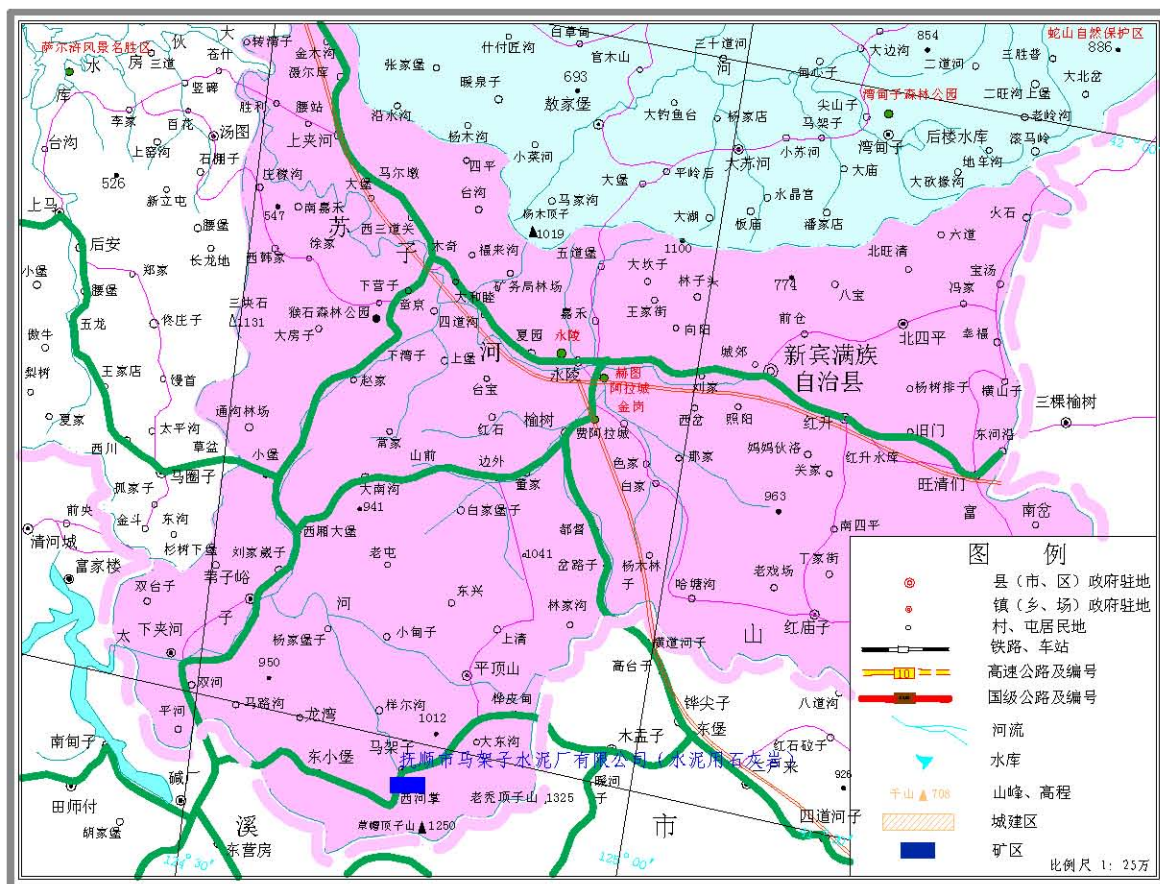 萨尔浒风景名胜区
伙
大
转湾子
金木沟
苍什
水
房
三道
库
竖碑
滠尔库
张家堡
什付匠沟
白草甸
官木山
三十道河
大边沟
854
三胜砦
蛇山自然保护区
886
暖泉子
693
敖家堡
河
甸心子
二道河
大北岔
胜利
腰站
沿水沟
大钓鱼台
杨家店
尖山子
湾甸子森林公园
二旺沟上堡
李家
百花
汤图
上夹河
杨木沟
马架子
湾甸子
老岭沟
台沟
上窑沟
石棚子
小菜河
大苏河
小苏河
后楼水库
滚马岭
四平
平岭后
大庙
地车沟
526
庄稼沟
大堡
马尔墩
台沟
马家沟
大堡
水晶宫
大砍掾沟
上马
新立屯
547
南嘉禾
杨木顶子
1019
大湖
板庙
潘家店
火石
腰堡
苏
西三道关
后安
长龙地
西韩家
徐家
子
木奇
福来沟
五道堡
1100
北旺清
六道
小堡
郑家
大坎子
林子头
774
八宝
宝汤
腰堡
三块石
1131
猴石森林公园
下营子
大和睦
矿务局林场
冯家
五龙
佟庄子
大房子
四道河
嘉禾
王家街
向阳
前仓
北四平
幸福
傲牛
下湾子
上堡
河
夏园
永陵
永陵
城郊
新宾满族
自治县
梨树
王家店
馒首
赵家
台宝
赫图
阿拉城
刘家
杨树排子
横山子
夏家
太平沟
通沟林场
金岗
西岔
照阳
三棵榆树
西川
草盆
小堡
富家
红石
榆树
费阿拉城
红升
旧门
东河沿
马圈子
山前
边外
妈妈伙洛
红升水库
孤家子
大南沟
董家
色家
那家
关家
旺清们
前央
金斗
东河
941
白家堡子
白家
963
富
南岔
清河城
杉树下堡
西厢大堡
都督
南四平
富家楼
刘家崴子
老屯
1041
岔路子
杨木林子
丁家街
双台子
苇子峪
东兴
哈塘沟
老戏场
太
下夹河
子
河
林家沟
红庙子
杨家堡子
小甸子
上清
山
横道河子
950
平顶山
高台子
双河
马路沟
样尔沟
桦皮甸
铧尖子
八道沟
平河
龙湾
1012
东堡
南甸子
东小堡
马架子
大东沟
木盂子
红石砬子
抚顺市马架子水泥厂有限公司（水泥用石灰岩）
碱厂
暖河子
926
田师付
西河掌
老秃顶子山
1325
四道河子
胡家堡
溪
草帽顶子山
1250
市
东营房
124°30′
125°00′
图 例
县（市、区）政府驻地
镇（乡、场）政府驻地
村、屯居民地
铁路、车站
10
高速公路及编号
国级公路及编号
河流
水库
千山 708
山峰、高程
城建区
矿区
比例尺 1：25万